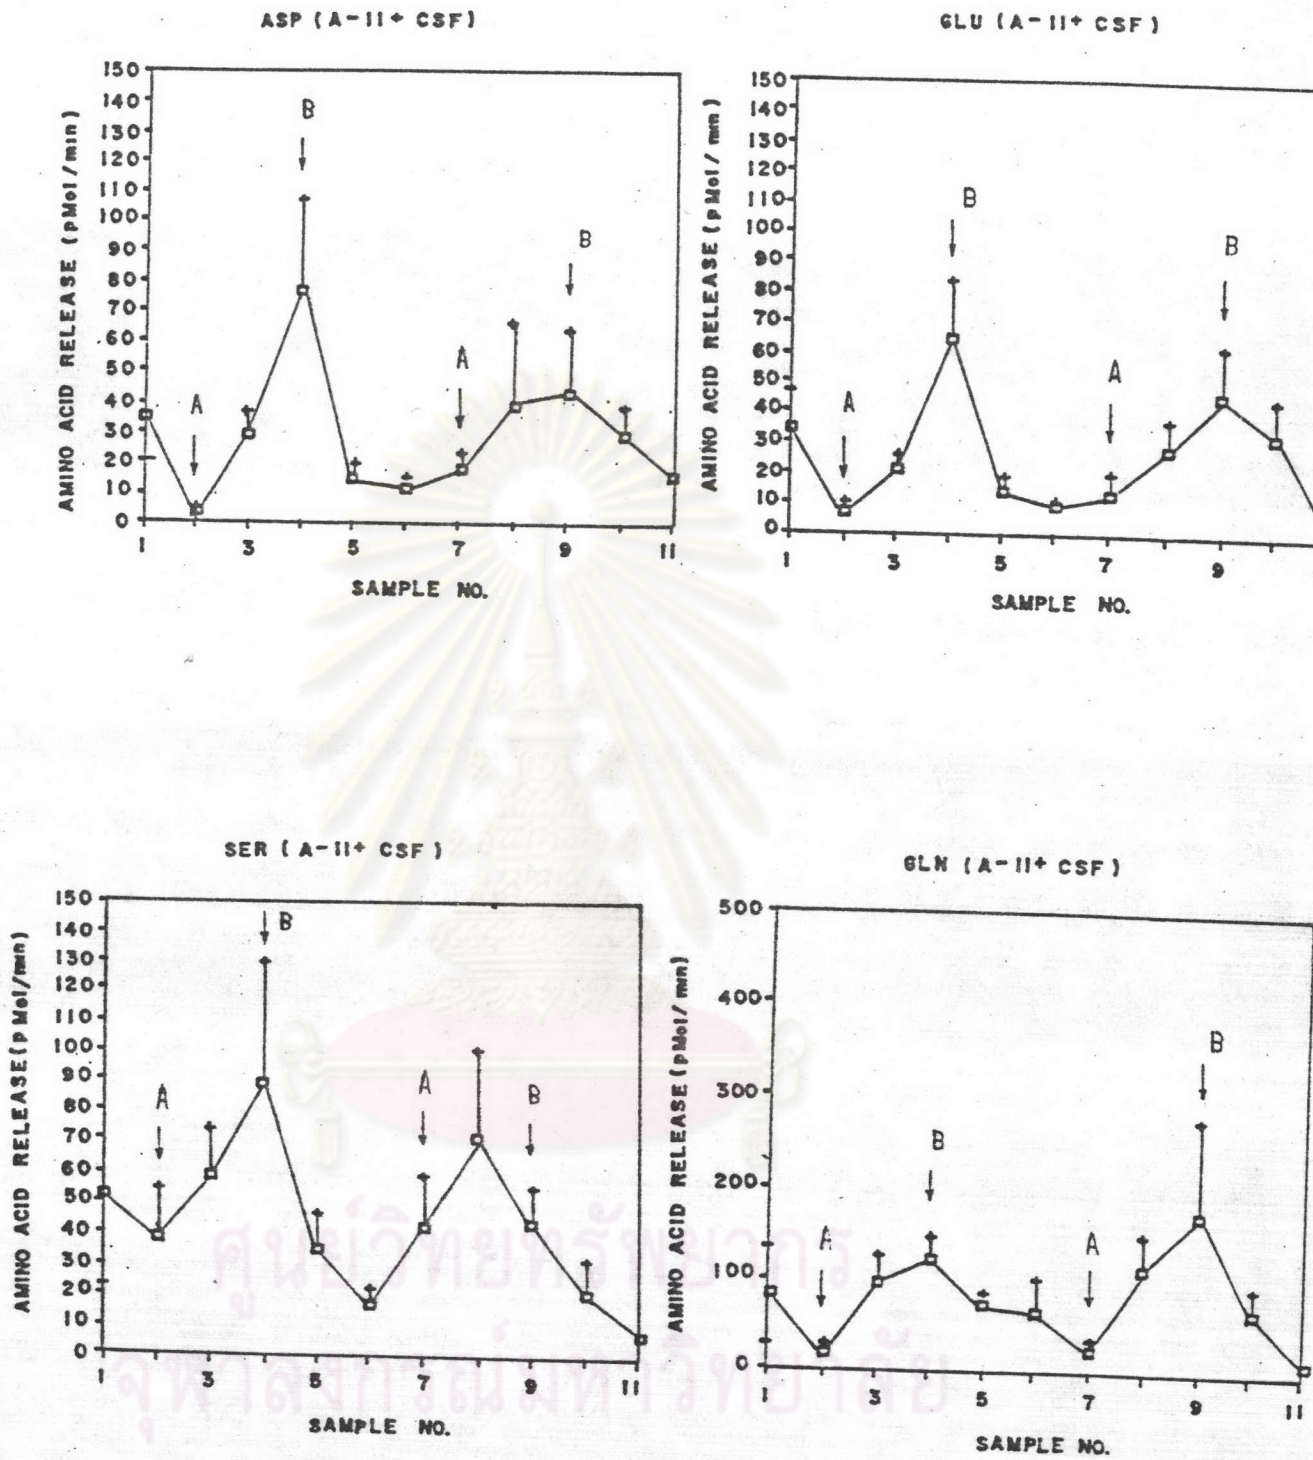 ASP (A-II+ CSF)
AMINO ACID RELEASE (pMol/min)
150
140
130
120
110
100
90
80
70
60
50
40
30
20
10
0
B
A
A
B
1 3 5 7 9 11
SAMPLE NO.
GLU (A-II+ CSF)
AMINO ACID RELEASE (pMol/mm)
150
140
130
120
110
100
90
80
70
60
50
40
30
20
10
0
B
A
A
B
1 3 5 7 9
SAMPLE NO.
SER (A-II+ CSF)
AMINO ACID RELEASE (pMol/min)
150
140
130
120
110
100
90
80
70
60
50
40
30
20
10
0
B
A
A
B
1 3 5 7 9 11
SAMPLE NO.
GLN (A-II+ CSF)
AMINO ACID RELEASE (pMol/min)
500
400
300
200
100
0
A
B
A
B
1 3 5 7 9 11
SAMPLE NO.
ศูนย์วิทยทรัพยากร
จุฬาลงกรณ์มหาวิทยาลัย